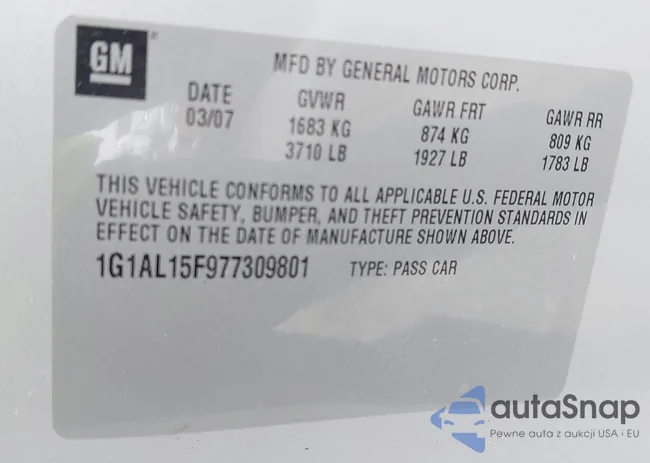 GM
MFD BY GENERAL MOTORS CORP.
DATE GVWR GAWR FRT GAWR RR
03/07 1683 KG 874 KG 809 KG
3710 LB 1927 LB 1783 LB
THIS VEHICLE CONFORMS TO ALL APPLICABLE U.S. FEDERAL MOTOR
VEHICLE SAFETY, BUMPER, AND THEFT PREVENTION STANDARDS IN
EFFECT ON THE DATE OF MANUFACTURE SHOWN ABOVE.
1G1AL15F977309801 TYPE: PASS CAR
autaSnap
Pewne auta z aukcji USA i EU